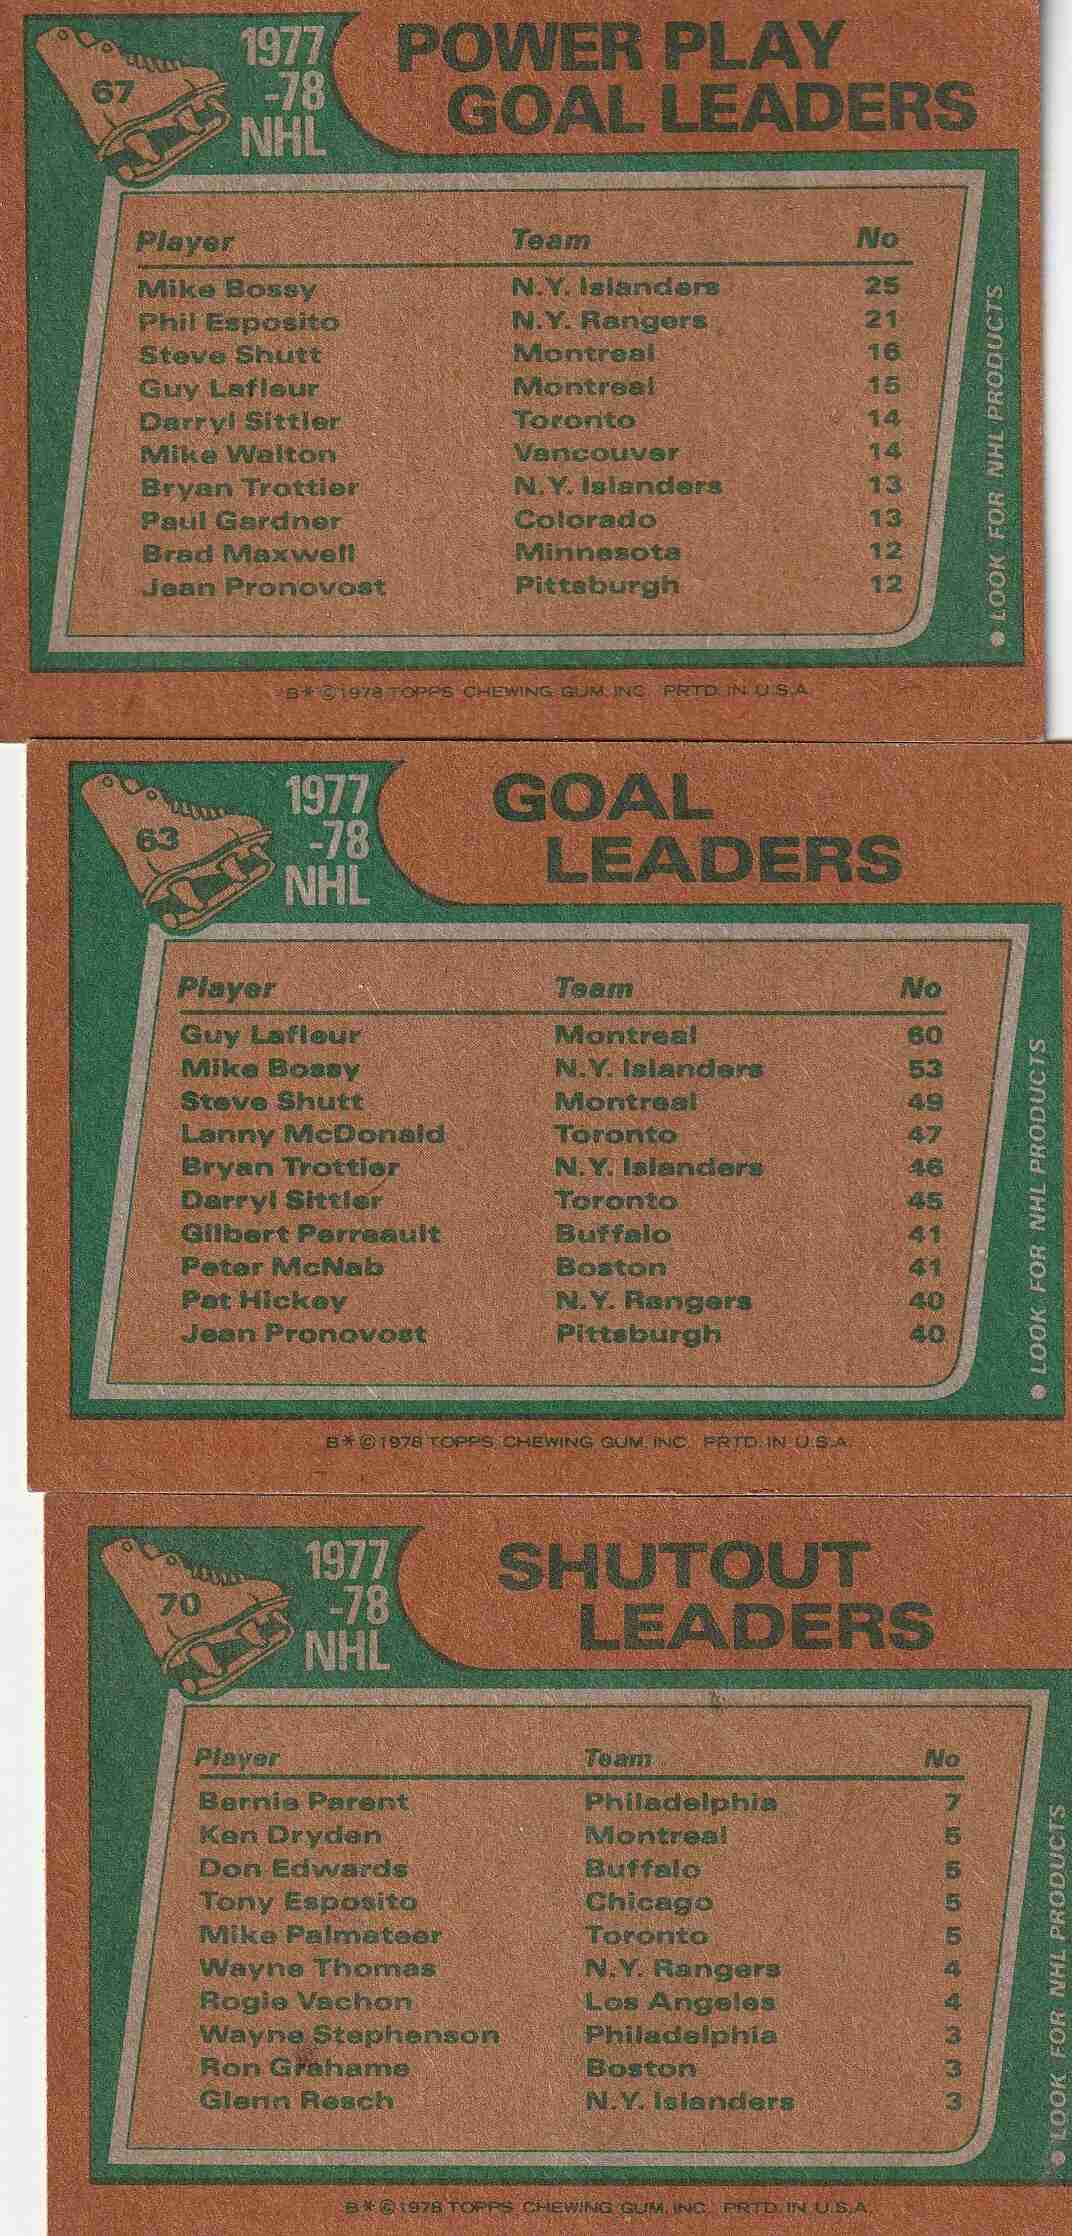 67
1977
-78
NHL
POWER PLAY
GOAL LEADERS
Player Team No
Mike Bossy N.Y. Islanders 25
Phil Esposito N.Y. Rangers 21
Steve Shutt Montreal 16
Guy Lafleur Montreal 15
Darryl Sittler Toronto 14
Mike Walton Vancouver 14
Bryan Trottier N.Y. Islanders 13
Paul Gardner Colorado 13
Brad Maxwell Minnesota 12
Jean Pronovost Pittsburgh 12
● LOOK FOR NHL PRODUCTS
B* © 1978 TOPPS CHEWING GUM, INC. PRTD. IN U.S.A.
63
1977
-78
NHL
GOAL
LEADERS
Player Team No
Guy Lafleur Montreal 60
Mike Bossy N.Y. Islanders 53
Steve Shutt Montreal 49
Lanny McDonald Toronto 47
Bryan Trottier N.Y. Islanders 46
Darryl Sittler Toronto 45
Gilbert Perreault Buffalo 41
Peter McNab Boston 41
Pat Hickey N.Y. Rangers 40
Jean Pronovost Pittsburgh 40
● LOOK FOR NHL PRODUCTS
B* © 1978 TOPPS CHEWING GUM, INC. PRTD. IN U.S.A.
70
1977
-78
NHL
SHUTOUT
LEADERS
Player Team No
Bernie Parent Philadelphia 7
Ken Dryden Montreal 5
Don Edwards Buffalo 5
Tony Esposito Chicago 5
Mike Palmateer Toronto 5
Wayne Thomas N.Y. Rangers 4
Rogie Vachon Los Angeles 4
Wayne Stephenson Philadelphia 3
Ron Grahame Boston 3
Glenn Resch N.Y. Islanders 3
● LOOK FOR NHL PRODUCTS
B* © 1978 TOPPS CHEWING GUM, INC. PRTD. IN U.S.A.